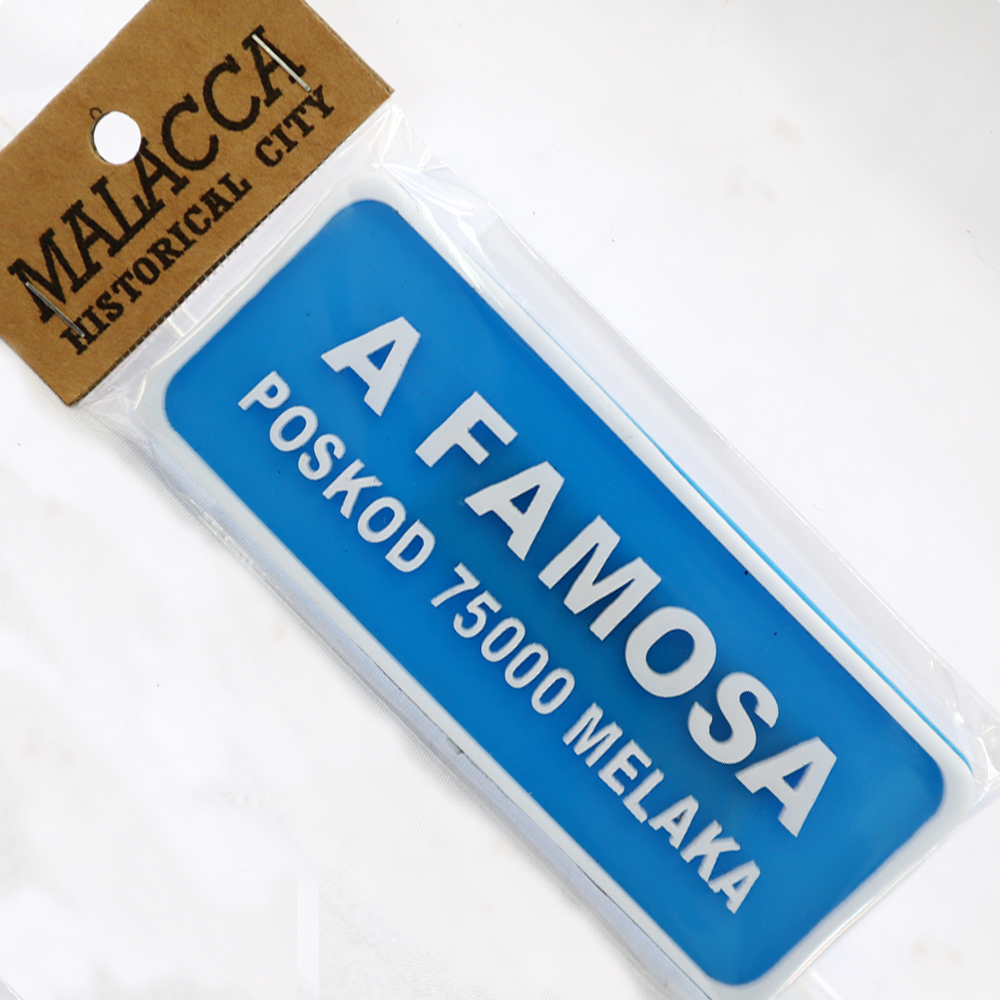 MALACCA
HISTORICAL CITY
A FAMOSA
POSKOD 75000 MELAKA